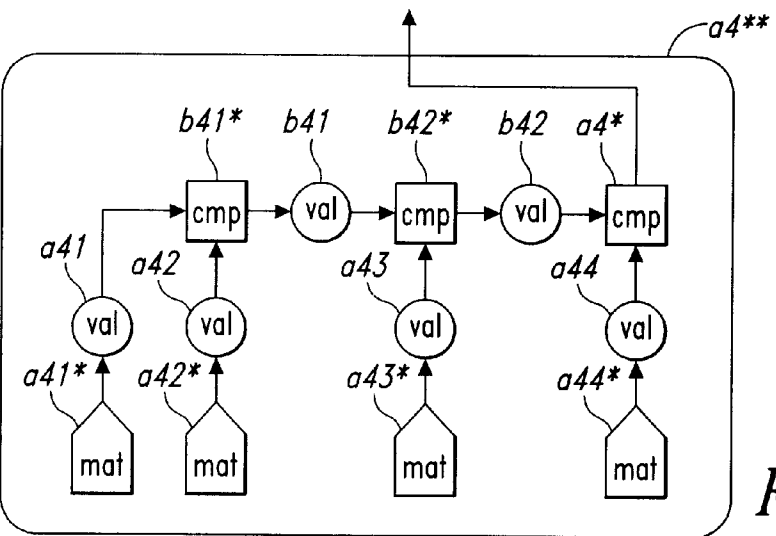 a4**
b41* b41 b42* b42 a4*
cmp val cmp val cmp
a41 a42 a43 a44
val val val val
a41* a42* a43* a44*
mat mat mat mat
F